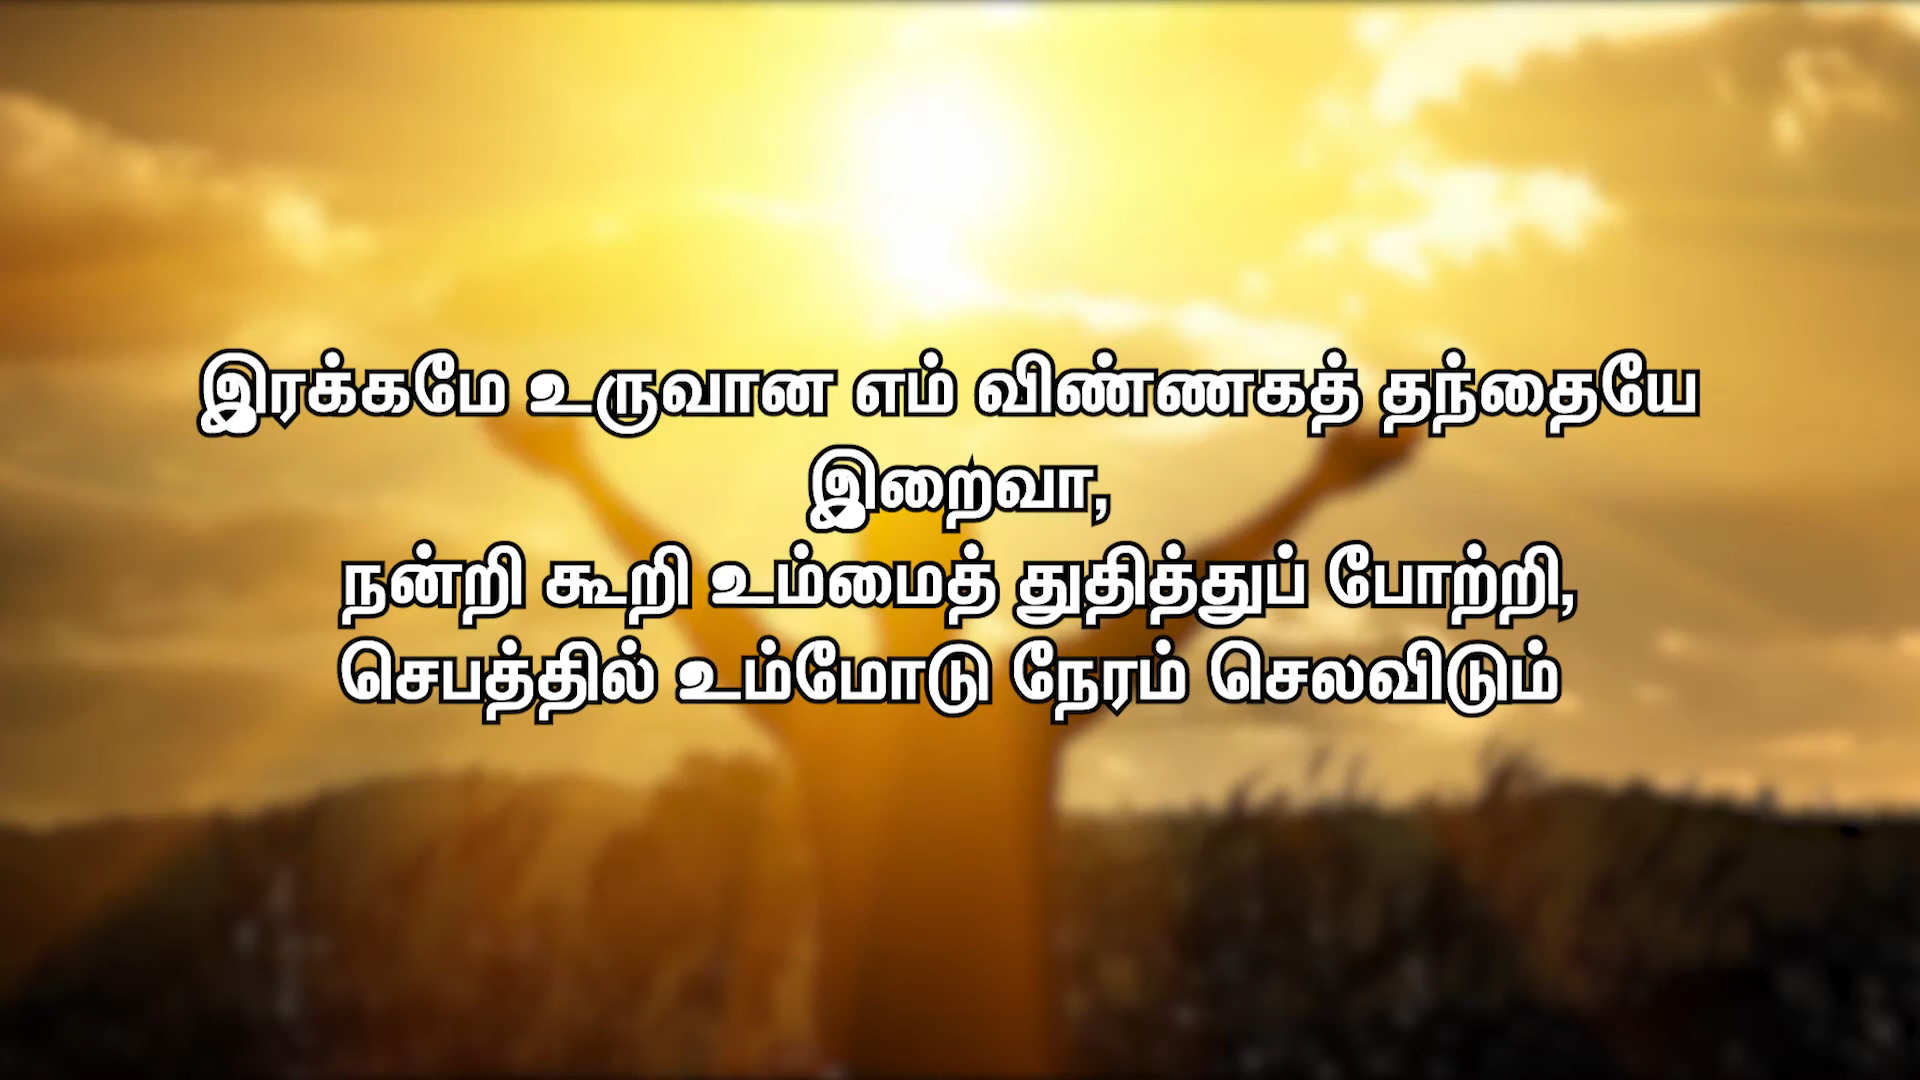 இரக்கமே உருவான எம் விண்ணகத் தந்தையே
இறைவா,
நன்றி கூறி உம்மைத் துதித்துப் போற்றி,
செபத்தில் உம்மோடு நேரம் செலவிடும்